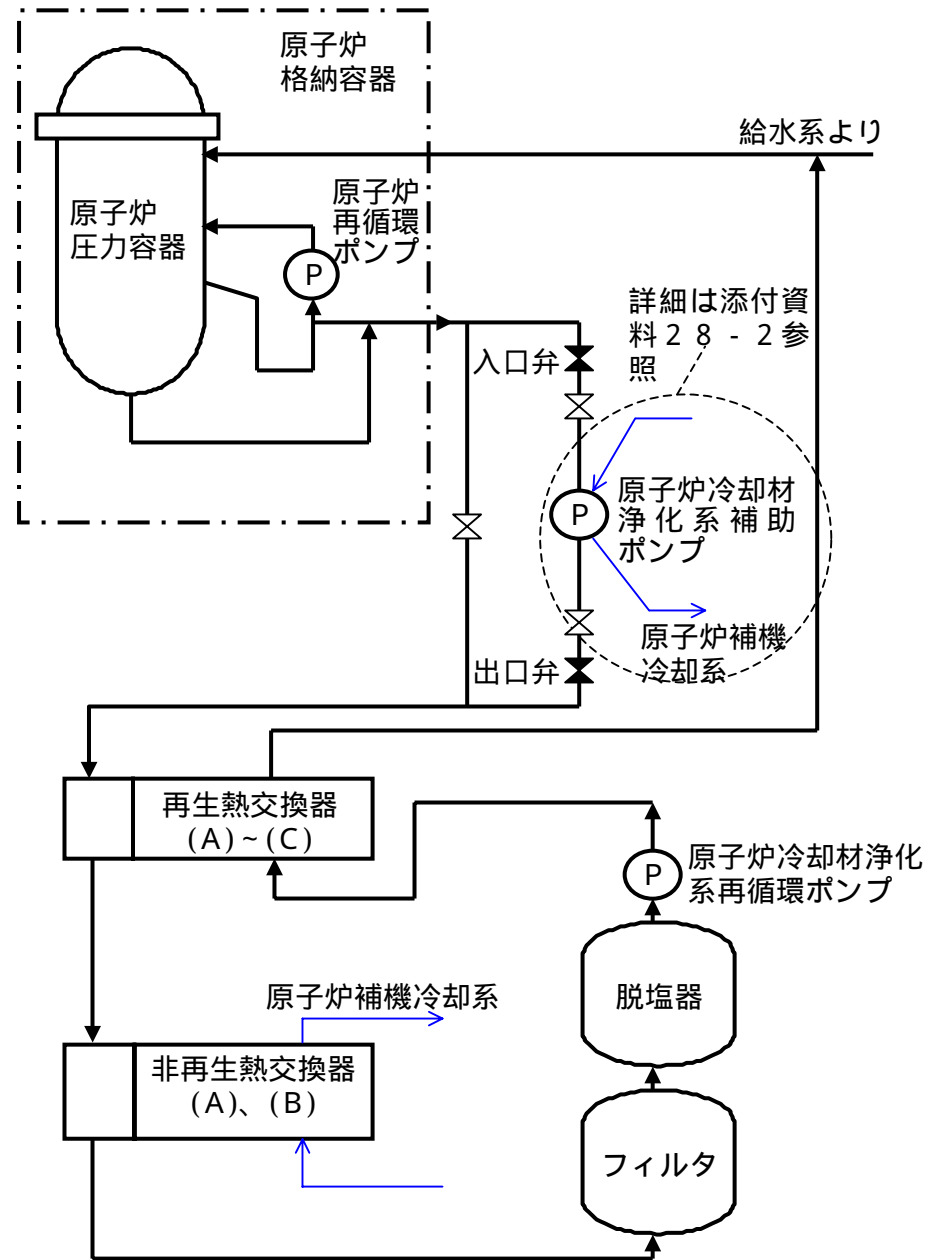 原子炉
格納容器
給水系より
原子炉
再循環
ポンプ
原子炉
圧力容器
P
詳細は添付資
料28-2参
照
入口弁
P
原子炉冷却材
浄化系補助
ポンプ
原子炉補機
冷却系
出口弁
再生熱交換器
(A)~(C)
P
原子炉冷却材浄化
系再循環ポンプ
脱塩器
原子炉補機冷却系
非再生熱交換器
(A)、(B)
フィルタ